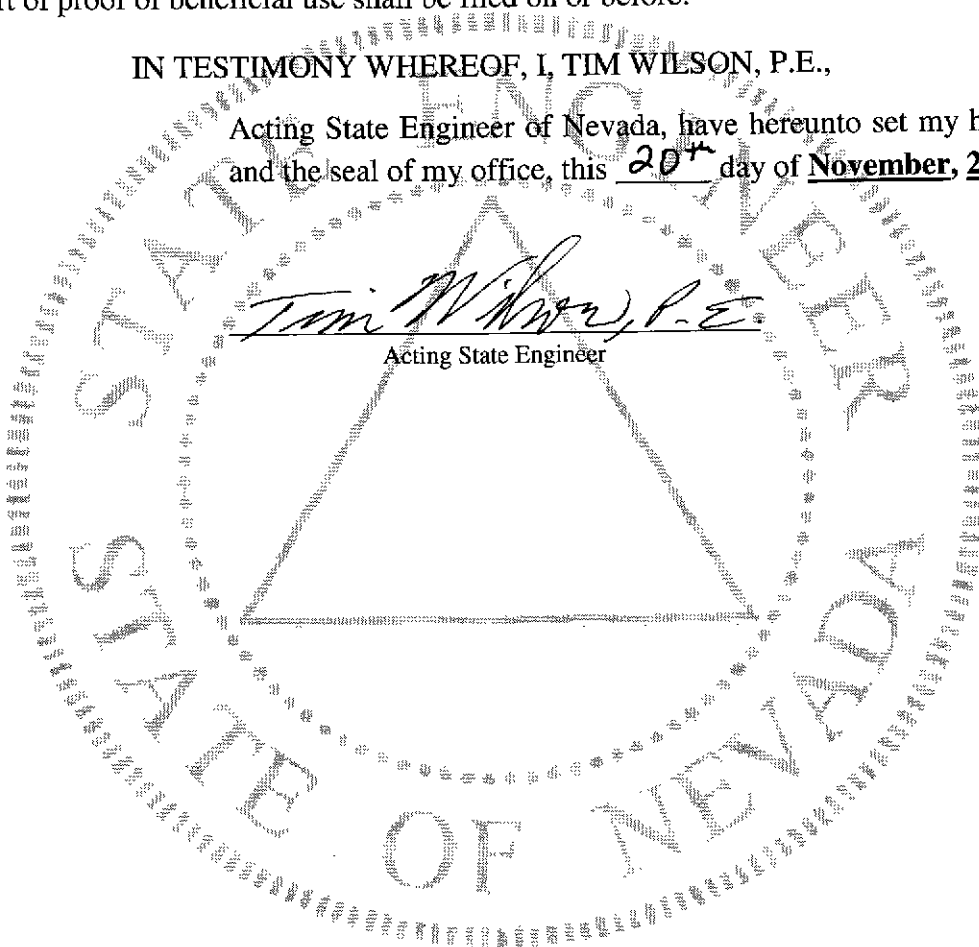 of proof of beneficial use shall be filed on or before:
IN TESTIMONY WHEREOF, I, TIM WILSON, P.E.,
Acting State Engineer of Nevada, have hereunto set my
and the seal of my office, this 20th day of November,
Tim Wilson, P.E.
Acting State Engineer
STATE ENGINEER
STATE OF NEVADA